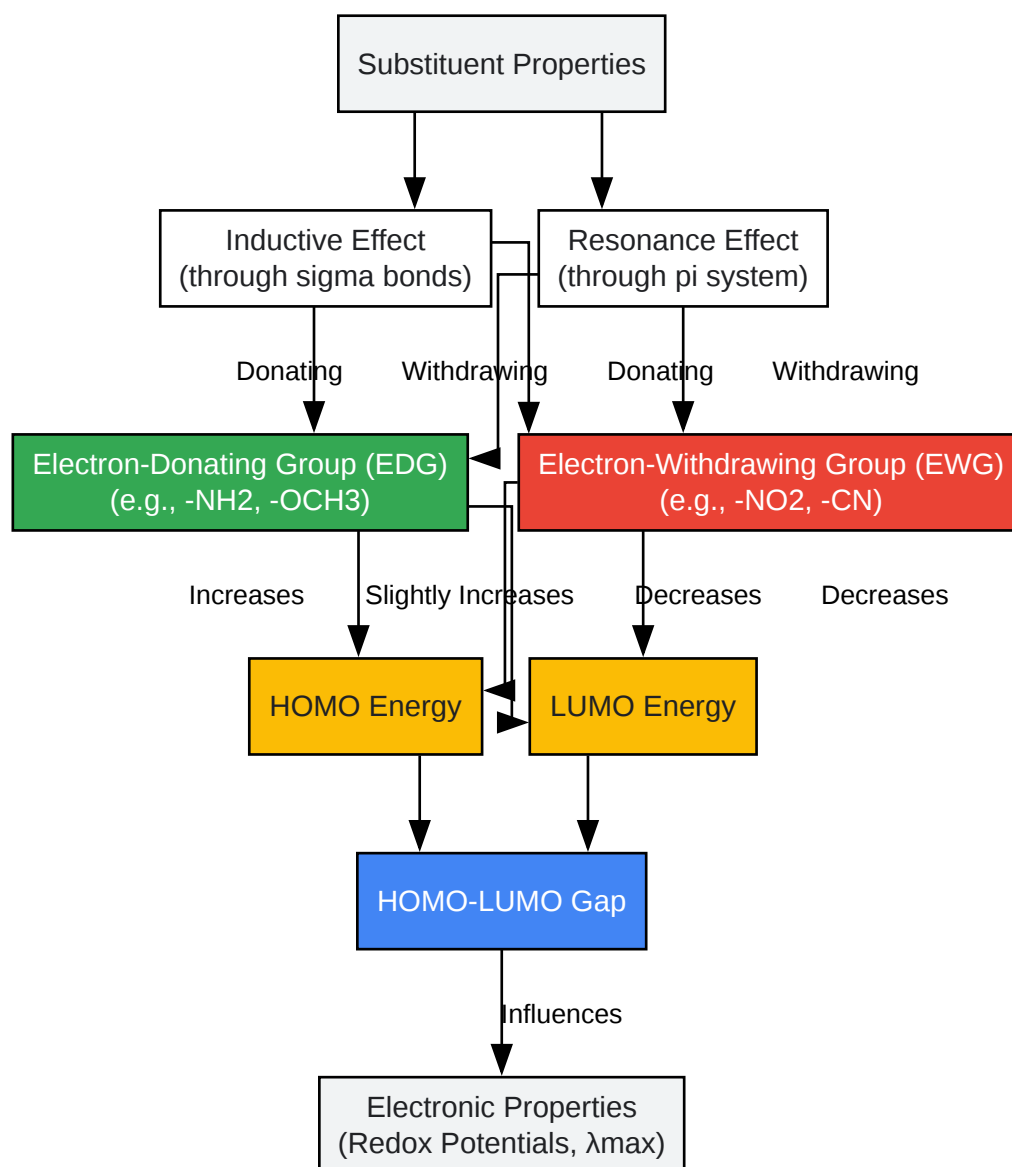 Substituent Properties
Inductive Effect
(through sigma bonds)
Resonance Effect
(through pi system)
Donating
Withdrawing
Donating
Withdrawing
Electron-Donating Group (EDG)
(e.g., -NH2, -OCH3)
Electron-Withdrawing Group (EWG)
(e.g., -NO2, -CN)
Increases
Slightly Increases
Decreases
Decreases
HOMO Energy
LUMO Energy
HOMO-LUMO Gap
Influences
Electronic Properties
(Redox Potentials, λmax)